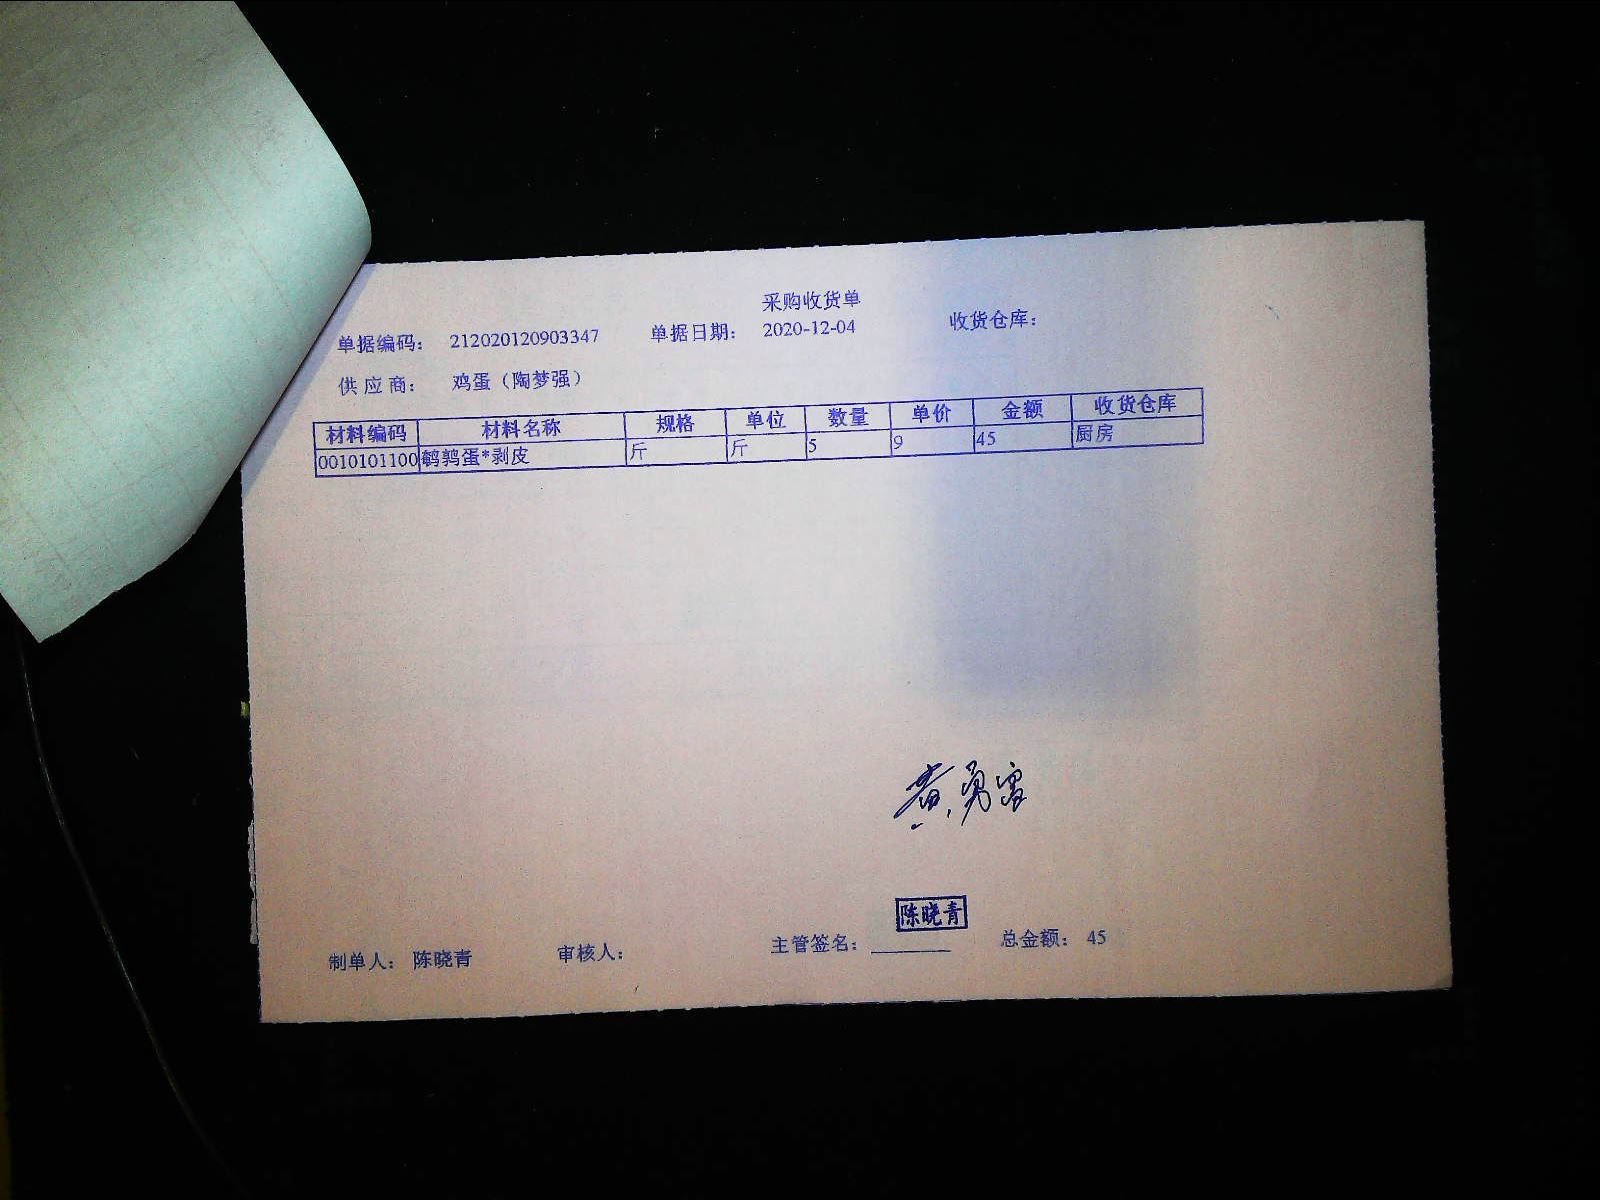 采购收货单
单据编码： 212020120903347 单据日期： 2020-12-04 收货仓库：
供 应 商： 鸡蛋（陶梦强）
材料编码 材料名称 规格 单位 数量 单价 金额 收货仓库
0010101100 鹌鹑蛋*剥皮 斤 斤 5 9 45 厨房
黄勇富
陈晓青
制单人： 陈晓青 审核人： 主管签名： 总金额： 45